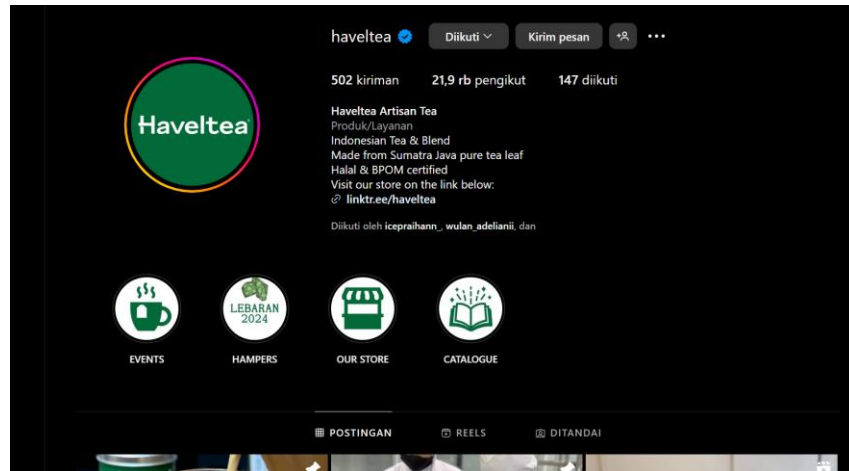 haveltea Diikuti Kirim pesan
502 kiriman 21,9 rb pengikut 147 diikuti
Haveltea
Haveltea Artisan Tea
Produk/Layanan
Indonesian Tea & Blend
Made from Sumatra Java pure tea leaf
Halal & BPOM certified
Visit our store on the link below:
linktr.ee/haveltea
Diikuti oleh icepraihann_, wulan_adelianii, dan
LEBARAN
2024
EVENTS HAMPERS OUR STORE CATALOGUE
POSTINGAN REELS DITANDAI